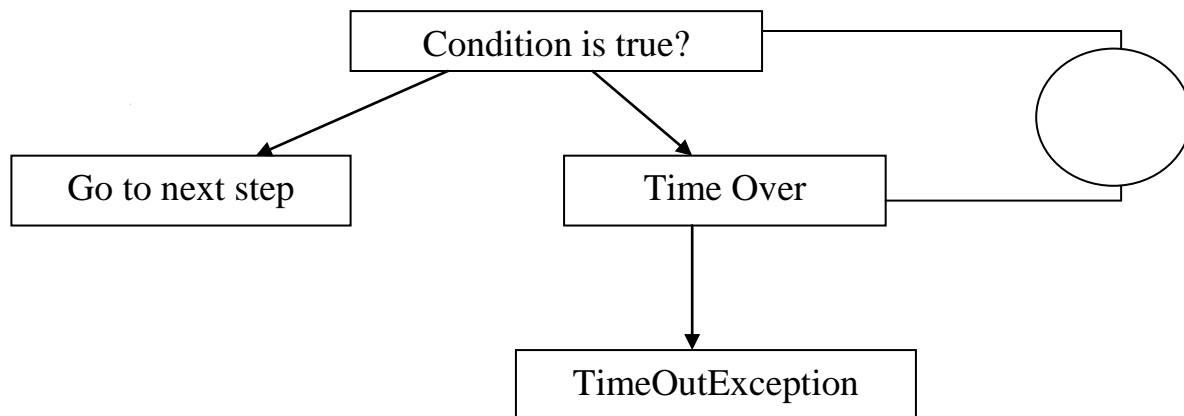 Condition is true?
Go to next step
Time Over
TimeOutException